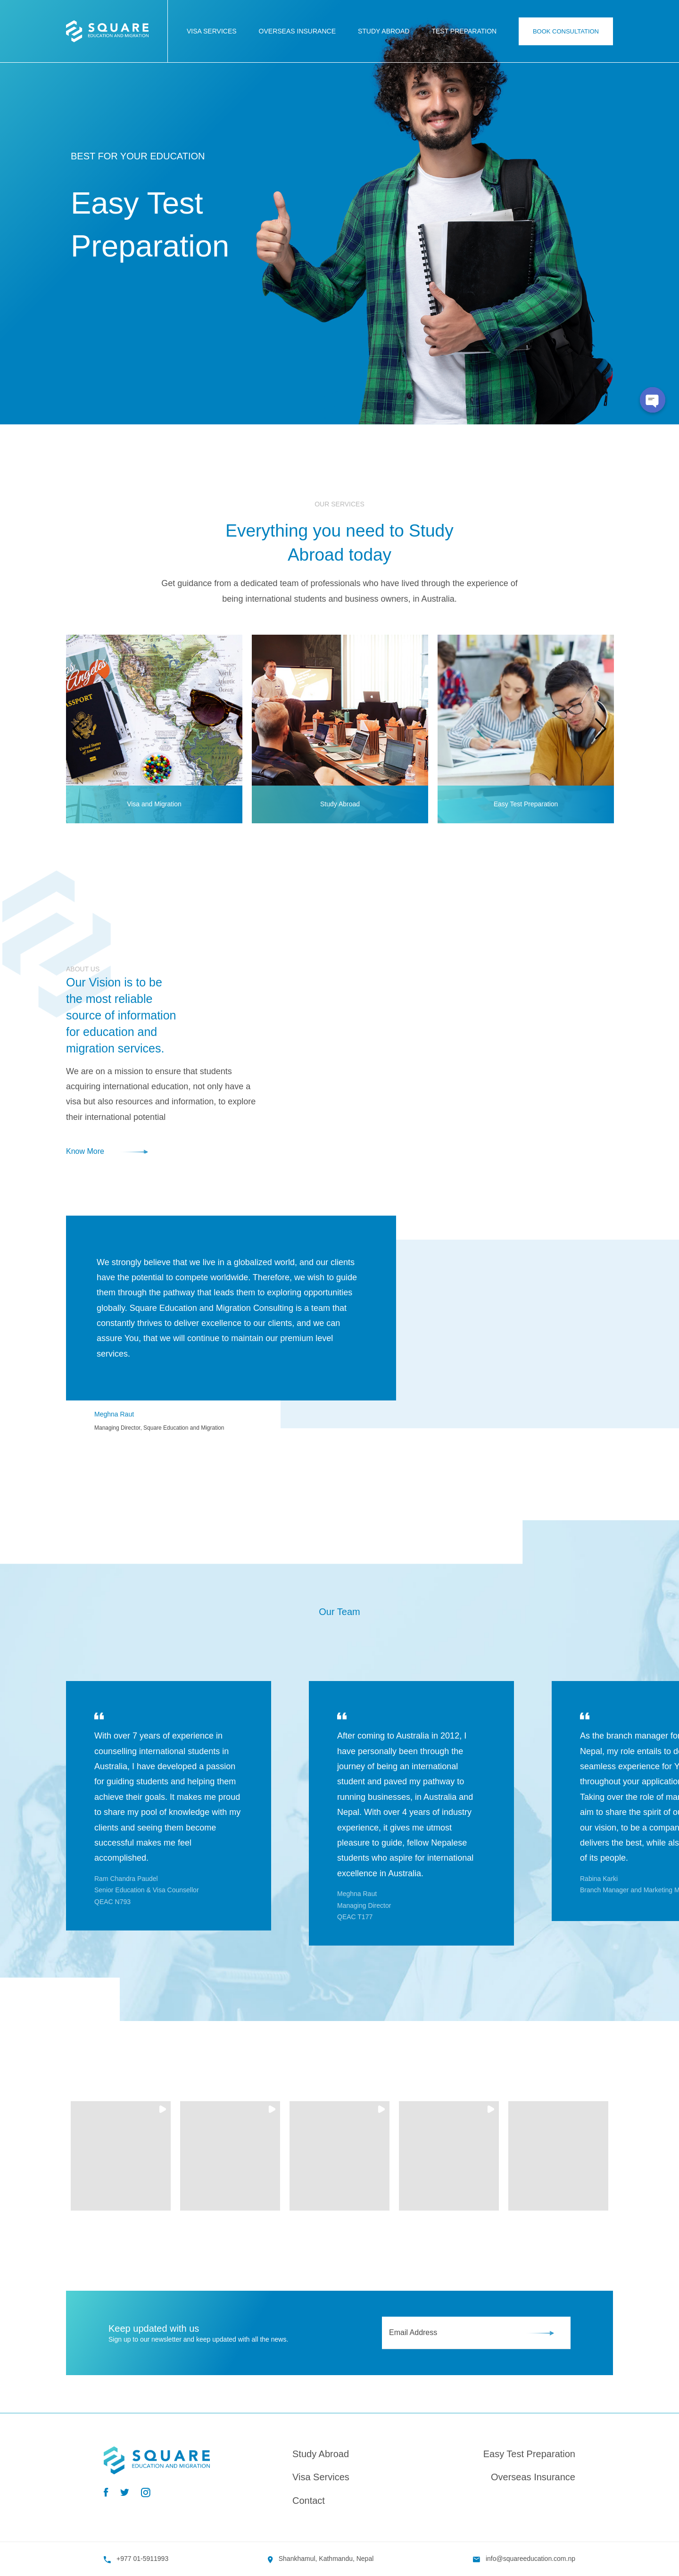 SQUARE
EDUCATION AND MIGRATION
VISA SERVICES
OVERSEAS INSURANCE
STUDY ABROAD
TEST PREPARATION
BOOK CONSULTATION
BEST FOR YOUR EDUCATION
Easy Test
Preparation
OUR SERVICES
Everything you need to Study
Abroad today
Get guidance from a dedicated team of professionals who have lived through the experience of
being international students and business owners, in Australia.
PASSPORT
United States
of America
North
Atlantic
Ocean
Visa and Migration
Study Abroad
Easy Test Preparation
ABOUT US
Our Vision is to be
the most reliable
source of information
for education and
migration services.
We are on a mission to ensure that students
acquiring international education, not only have a
visa but also resources and information, to explore
their international potential
Know More
We strongly believe that we live in a globalized world, and our clients
have the potential to compete worldwide. Therefore, we wish to guide
them through the pathway that leads them to exploring opportunities
globally. Square Education and Migration Consulting is a team that
constantly thrives to deliver excellence to our clients, and we can
assure You, that we will continue to maintain our premium level
services.
Meghna Raut
Managing Director, Square Education and Migration
Our Team
With over 7 years of experience in
counselling international students in
Australia, I have developed a passion
for guiding students and helping them
achieve their goals. It makes me proud
to share my pool of knowledge with my
clients and seeing them become
successful makes me feel
accomplished.
Ram Chandra Paudel
Senior Education & Visa Counsellor
QEAC N793
After coming to Australia in 2012, I
have personally been through the
journey of being an international
student and paved my pathway to
running businesses, in Australia and
Nepal. With over 4 years of industry
experience, it gives me utmost
pleasure to guide, fellow Nepalese
students who aspire for international
excellence in Australia.
Meghna Raut
Managing Director
QEAC T177
As the branch manager for
Nepal, my role entails to de
seamless experience for Y
throughout your application
Taking over the role of mar
aim to share the spirit of ou
our vision, to be a compan
delivers the best, while als
of its people.
Rabina Karki
Branch Manager and Marketing M
Keep updated with us
Sign up to our newsletter and keep updated with all the news.
Email Address
SQUARE
EDUCATION AND MIGRATION
Study Abroad
Visa Services
Contact
Easy Test Preparation
Overseas Insurance
+977 01-5911993
Shankhamul, Kathmandu, Nepal
info@squareeducation.com.np